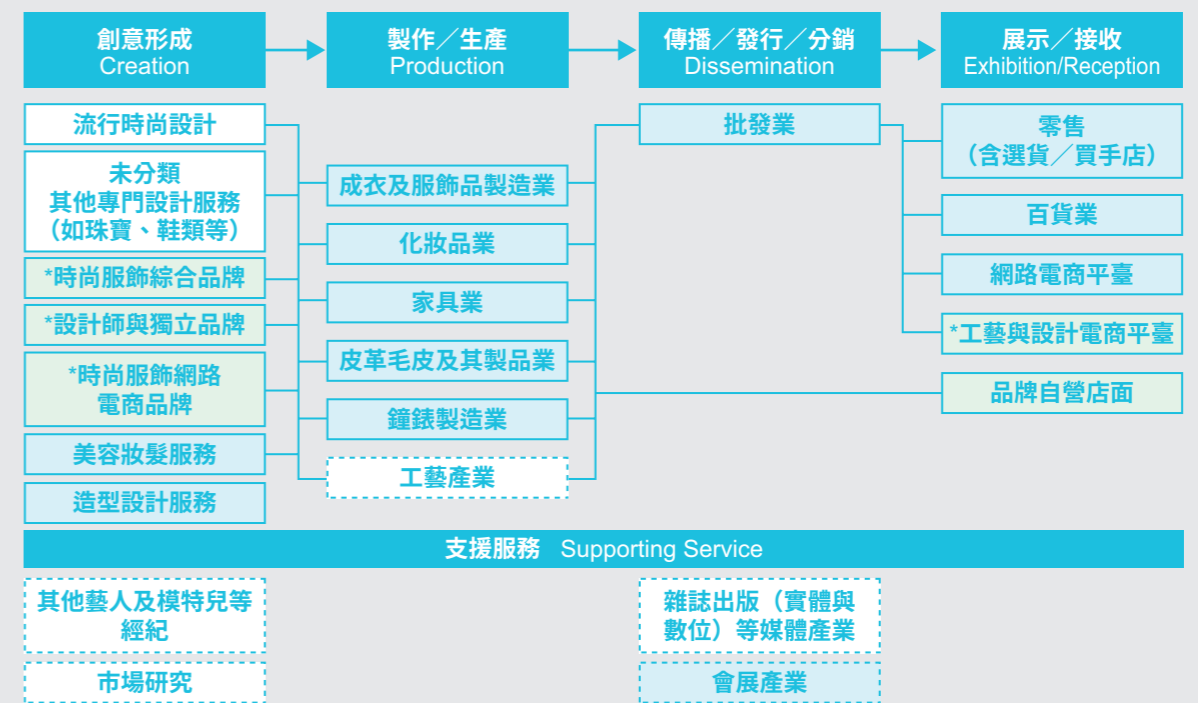 創意形成
Creation
製作／生產
Production
傳播／發行／分銷
Dissemination
展示／接收
Exhibition/Reception
流行時尚設計
未分類
其他專門設計服務
（如珠寶、鞋類等）
*時尚服飾綜合品牌
*設計師與獨立品牌
*時尚服飾網路
電商品牌
美容妝髮服務
造型設計服務
成衣及服飾品製造業
化妝品業
家具業
皮革毛皮及其製品業
鐘錶製造業
工藝產業
批發業
零售
（含選貨／買手店）
百貨業
網路電商平臺
*工藝與設計電商平臺
品牌自營店面
支援服務 Supporting Service
其他藝人及模特兒等
經紀
市場研究
雜誌出版（實體與
數位）等媒體產業
會展產業